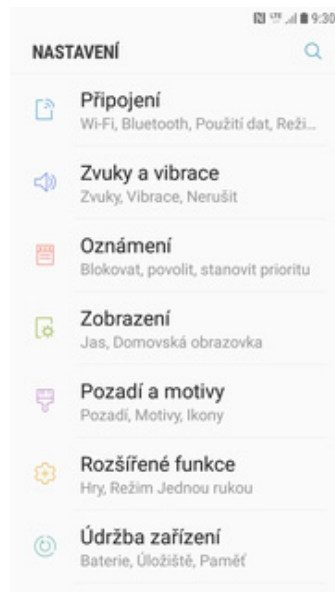 LTE 9:30
NASTAVENÍ
Připojení
Wi-Fi, Bluetooth, Použití dat, Reži...
Zvuky a vibrace
Zvuky, Vibrace, Nerušit
Oznámení
Blokovat, povolit, stanovit prioritu
Zobrazení
Jas, Domovská obrazovka
Pozadí a motivy
Pozadí, Motivy, Ikony
Rozšířené funkce
Hry, Režim Jednou rukou
Údržba zařízení
Baterie, Úložiště, Paměť